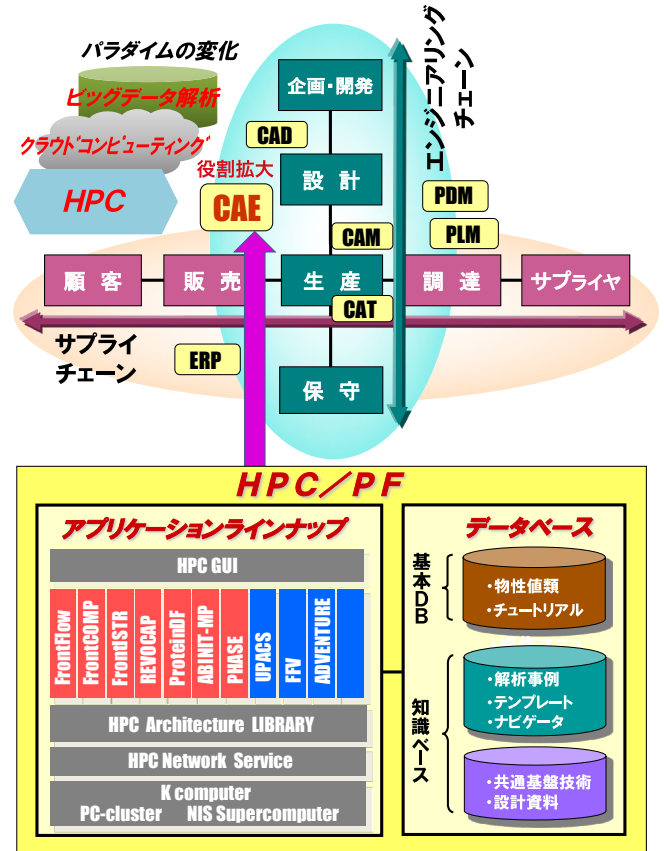 パラダイムの変化
ビッグデータ解析
クラウドコンピューティング
HPC
役割拡大
CAE
CAD
企画・開発
設計
エンジニアリング
チェーン
PDM
PLM
CAM
顧客
販売
生産
調達
サプライヤ
CAT
サプライ
チェーン
ERP
保守
HPC/PF
アプリケーションラインナップ
HPC GUI
FrontFlow
FrontCOMP
FrontISTR
REVOCAP
ProteinDF
ABINIT-MP
PHASE
UPACS
FFV
ADVENTURE
HPC Architecture LIBRARY
HPC Network Service
K computer
PC-cluster NIS Supercomputer
データベース
基本DB
・物性値類
・チュートリアル
知識ベース
・解析事例
・テンプレート
・ナビゲータ
・共通基盤技術
・設計資料